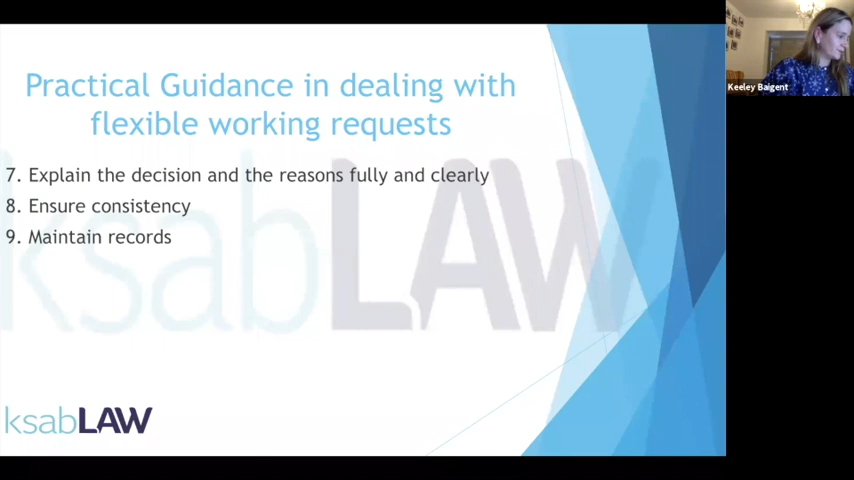 Practical Guidance in dealing with
flexible working requests
7. Explain the decision and the reasons fully and clearly
8. Ensure consistency
9. Maintain records
ksabLAW
ksabLAW
Keeley Baigent